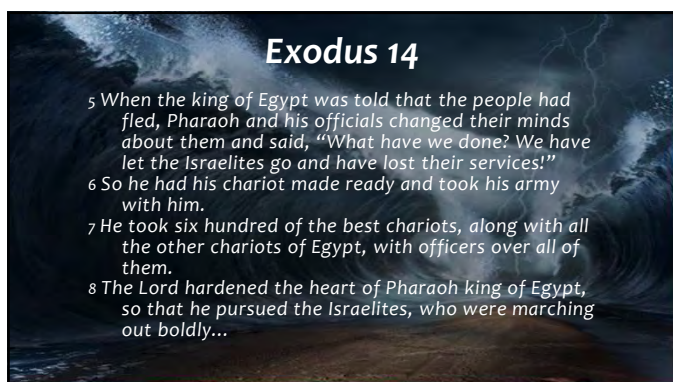 Exodus 14
5 When the king of Egypt was told that the people had
fled, Pharaoh and his officials changed their minds
about them and said, “What have we done? We have
let the Israelites go and have lost their services!”
6 So he had his chariot made ready and took his army
with him.
7 He took six hundred of the best chariots, along with all
the other chariots of Egypt, with officers over all of
them.
8 The Lord hardened the heart of Pharaoh king of Egypt,
so that he pursued the Israelites, who were marching
out boldly...